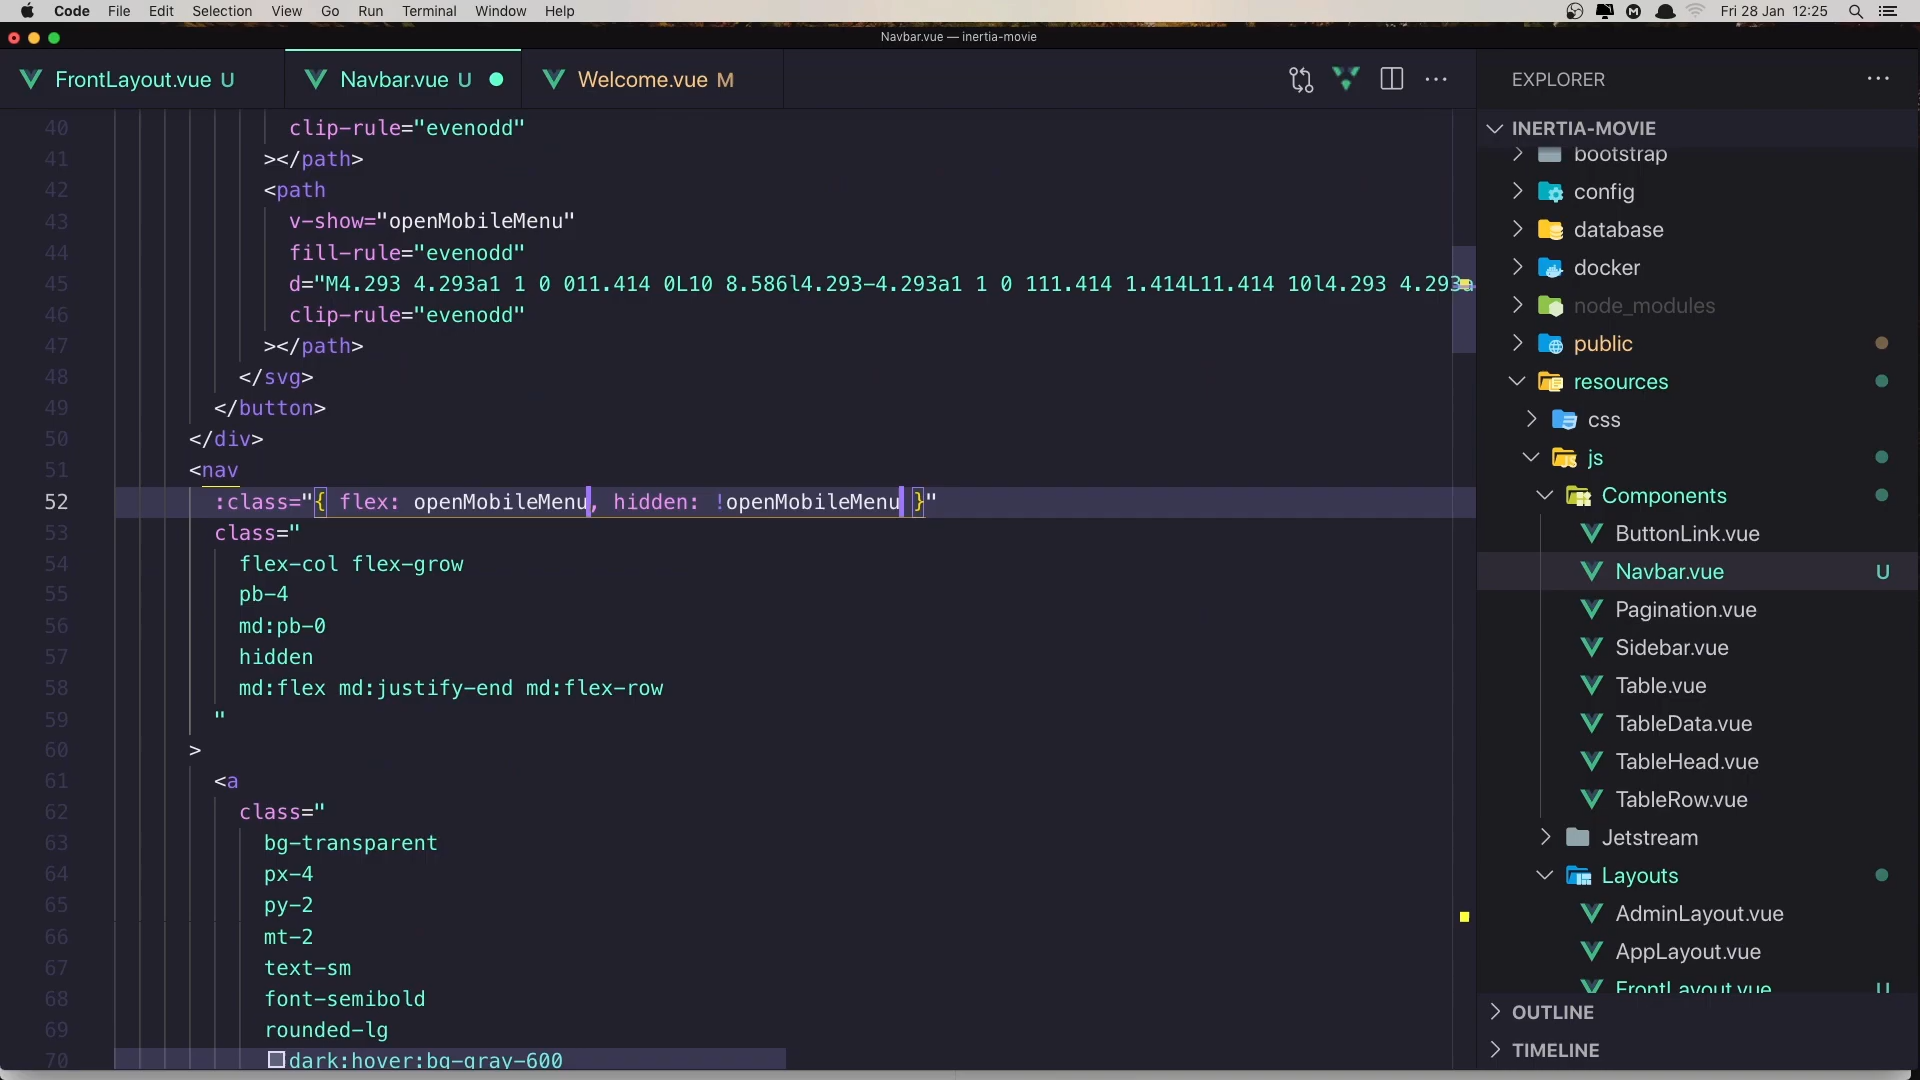 Code File Edit Selection View Go Run Terminal Window Help Fri 28 Jan 12:25
Navbar.vue — inertia-movie
FrontLayout.vue U Navbar.vue U Welcome.vue M
40 clip-rule="evenodd"
41 ></path>
42 <path
43 v-show="openMobileMenu"
44 fill-rule="evenodd"
45 d="M4.293 4.293a1 1 0 011.414 0L10 8.586l4.293-4.293a1 1 0 111.414 1.414L11.414 10l4.293 4.293a
46 clip-rule="evenodd"
47 ></path>
48 </svg>
49 </button>
50 </div>
51 <nav
52 :class="{ flex: openMobileMenu, hidden: !openMobileMenu }"
53 class="
54 flex-col flex-grow
55 pb-4
56 md:pb-0
57 hidden
58 md:flex md:justify-end md:flex-row
59 "
60 >
61 <a
62 class="
63 bg-transparent
64 px-4
65 py-2
66 mt-2
67 text-sm
68 font-semibold
69 rounded-lg
70 dark:hover:bg-gray-600
EXPLORER
INERTIA-MOVIE
bootstrap
config
database
docker
node_modules
public
resources
css
js
Components
ButtonLink.vue
Navbar.vue U
Pagination.vue
Sidebar.vue
Table.vue
TableData.vue
TableHead.vue
TableRow.vue
Jetstream
Layouts
AdminLayout.vue
AppLayout.vue
FrontLayout.vue U
OUTLINE
TIMELINE